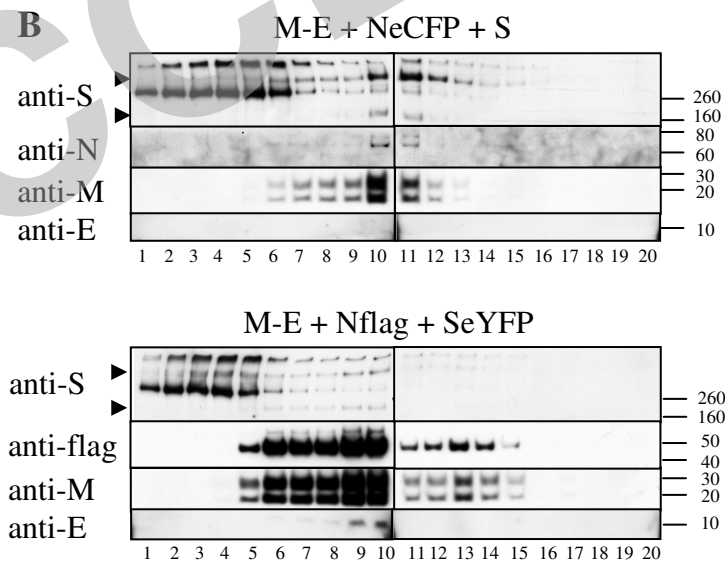 B
M-E + NeCFP + S
anti-S
260
160
anti-N
80
60
anti-M
30
20
anti-E
10
1 2 3 4 5 6 7 8 9 10 11 12 13 14 15 16 17 18 19 20
M-E + Nflag + SeYFP
anti-S
260
160
anti-flag
50
40
anti-M
30
20
anti-E
10
1 2 3 4 5 6 7 8 9 10 11 12 13 14 15 16 17 18 19 20